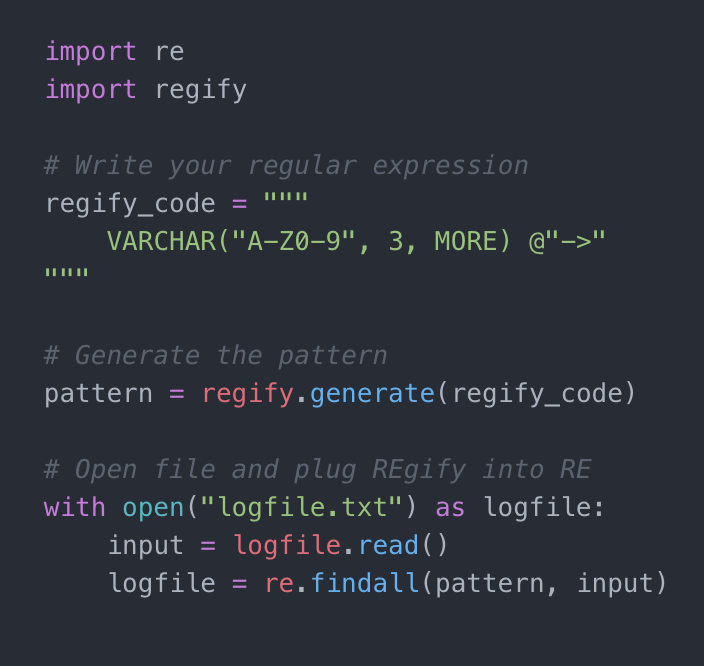 import re
import regify
# Write your regular expression
regify_code = """
    VARCHAR("A-Z0-9", 3, MORE) @"->"
"""
# Generate the pattern
pattern = regify.generate(regify_code)
# Open file and plug REgify into RE
with open("logfile.txt") as logfile:
    input = logfile.read()
    logfile = re.findall(pattern, input)